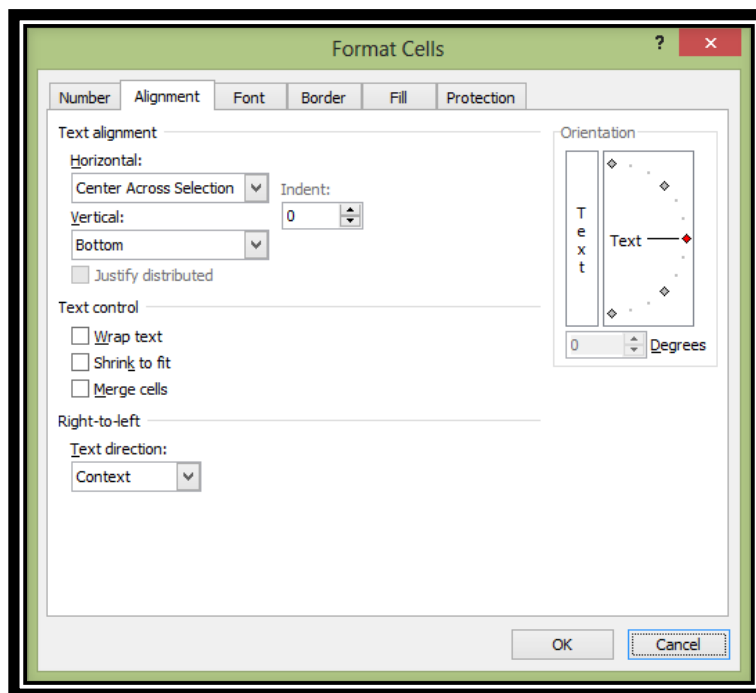 Format Cells
?
Number Alignment Font Border Fill Protection
Text alignment
Horizontal:
Center Across Selection
Indent:
0
Vertical:
Bottom
Justify distributed
Text control
Wrap text
Shrink to fit
Merge cells
Right-to-left
Text direction:
Context
Orientation
Text
Text
0 Degrees
OK Cancel